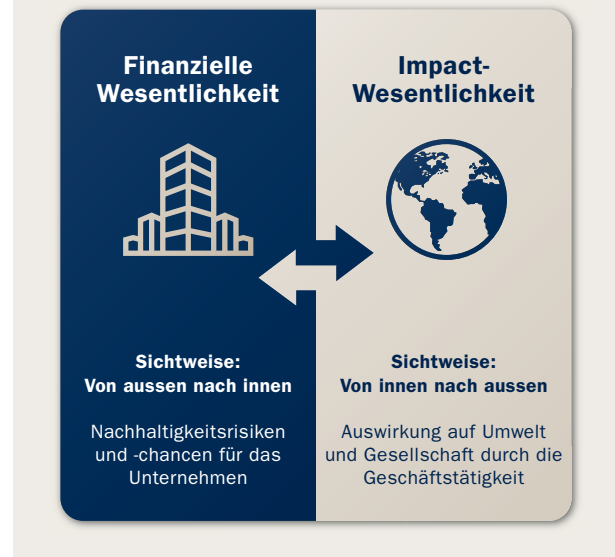 Finanzielle
Wesentlichkeit
Sichtweise:
Von aussen nach innen
Nachhaltigkeitsrisiken
und -chancen für das
Unternehmen
Impact-
Wesentlichkeit
Sichtweise:
Von innen nach aussen
Auswirkung auf Umwelt
und Gesellschaft durch die
Geschäftstätigkeit